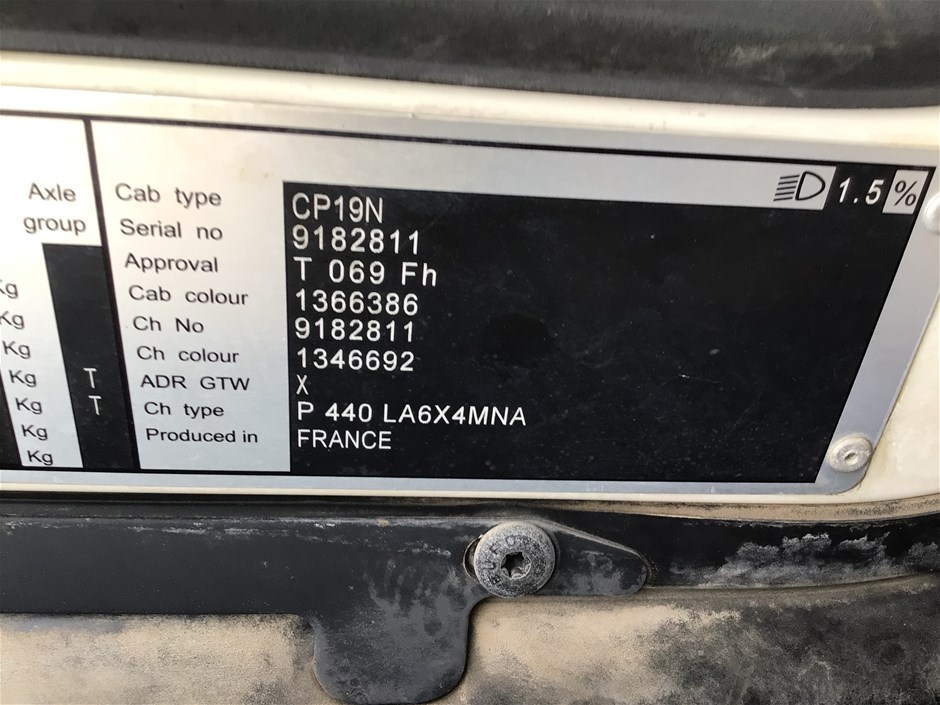 1.5 %
Axle
group
Cab type CP19N
Serial no 9182811
Approval T 069 Fh
Cab colour 1366386
Kg
Ch No 9182811
Kg
Ch colour 1346692
Kg
ADR GTW X
Kg T
Ch type P 440 LA6X4MNA
Kg T
Produced in FRANCE
Kg
Kg